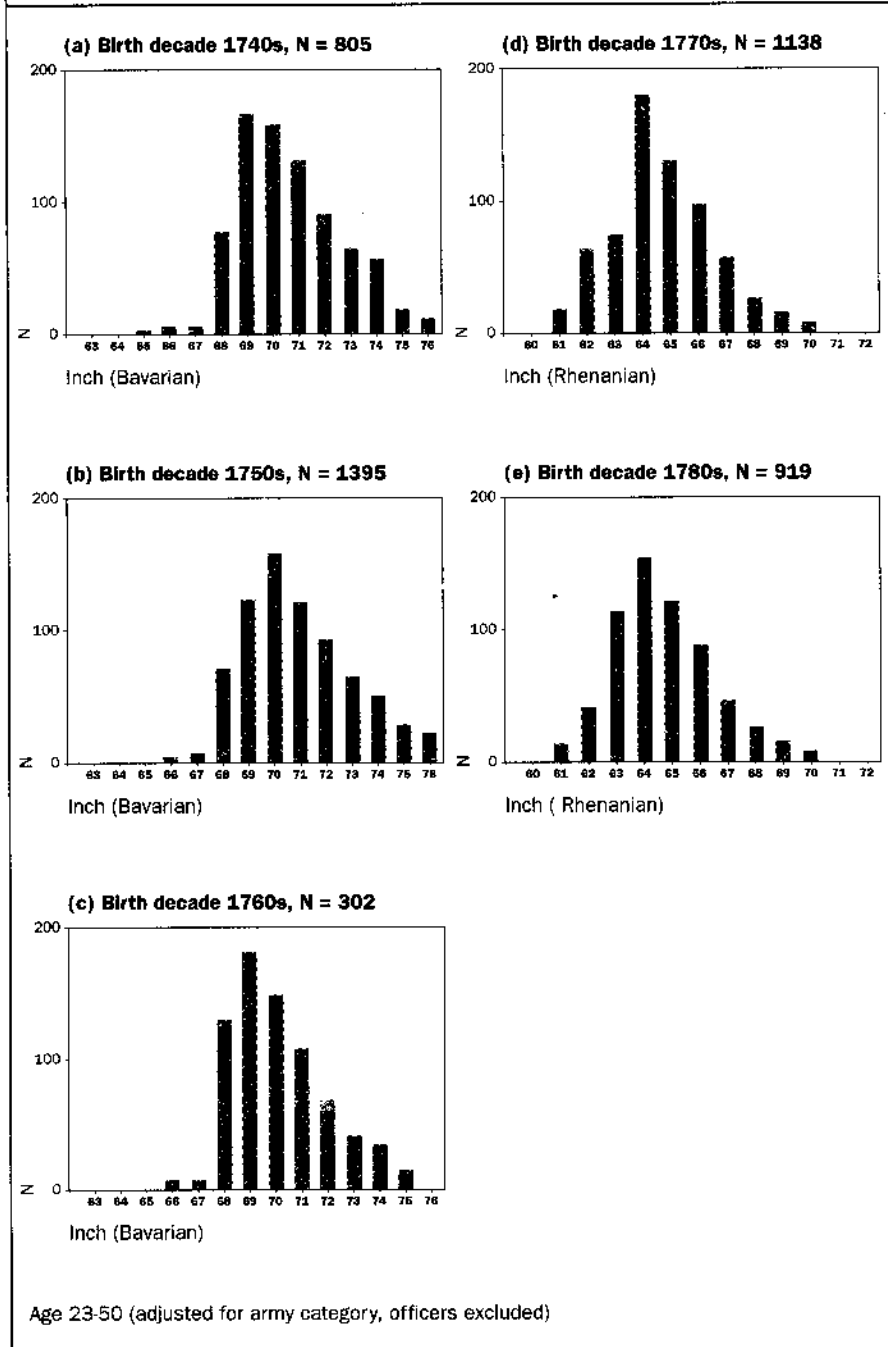 (a) Birth decade 1740s, N = 805
200
100
0
N
63 64 65 66 67 68 69 70 71 72 73 74 75 76
Inch (Bavarian)
(b) Birth decade 1750s, N = 1395
200
100
0
N
63 64 65 66 67 68 69 70 71 72 73 74 75 76
Inch (Bavarian)
(c) Birth decade 1760s, N = 302
200
100
0
N
63 64 65 66 67 68 69 70 71 72 73 74 75 76
Inch (Bavarian)
(d) Birth decade 1770s, N = 1138
200
100
0
N
60 61 62 63 64 65 66 67 68 69 70 71 72
Inch (Rhenanian)
(e) Birth decade 1780s, N = 919
200
100
0
N
60 61 62 63 64 65 66 67 68 69 70 71 72
Inch ( Rhenanian)
Age 23-50 (adjusted for army category, officers excluded)